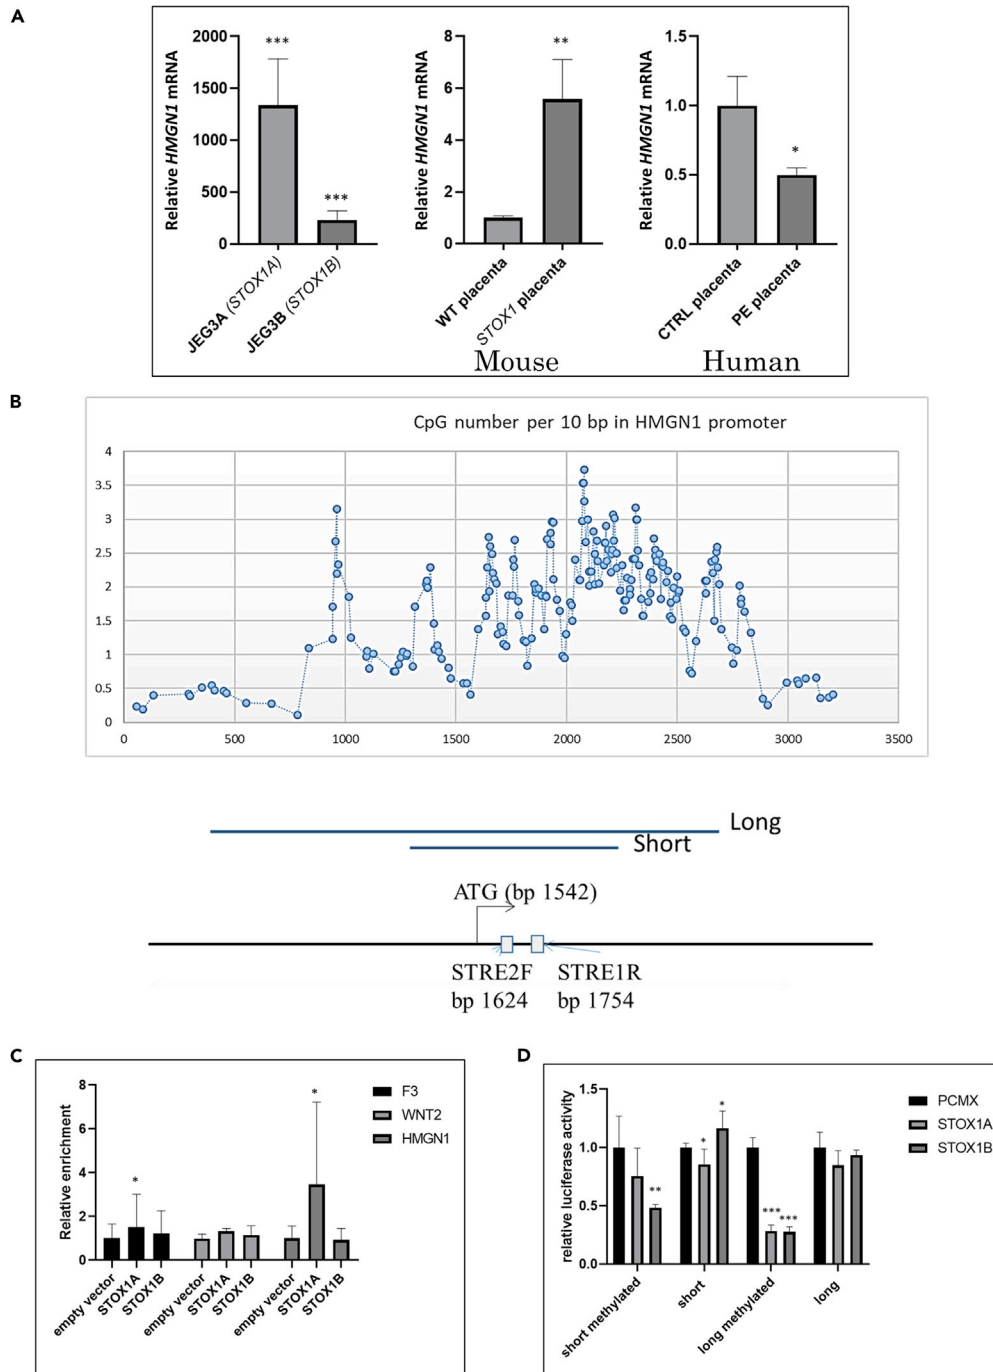 A
Relative HMGN1 mRNA
2000
1500
1000
500
0
***
***
JEG3A (STOX1A)
JEG3B (STOX1B)
Relative HMGN1 mRNA
8
6
4
2
0
**
WT placenta
STOX1 placenta
Mouse
Relative HMGN1 mRNA
1.5
1.0
0.5
0.0
*
CTRL placenta
PE placenta
Human
B
CpG number per 10 bp in HMGN1 promoter
4
3.5
3
2.5
2
1.5
1
0.5
0
0 500 1000 1500 2000 2500 3000 3500
Long
Short
ATG (bp 1542)
STRE2F STRE1R
bp 1624 bp 1754
C
Relative enrichment
8
6
4
2
0
*
*
F3
WNT2
HMGN1
empty vector
STOX1A
STOX1B
empty vector
STOX1A
STOX1B
empty vector
STOX1A
STOX1B
D
relative luciferase activity
1.5
1.0
0.5
0.0
**
*
*
***
***
PCMX
STOX1A
STOX1B
short methylated
short
long methylated
long